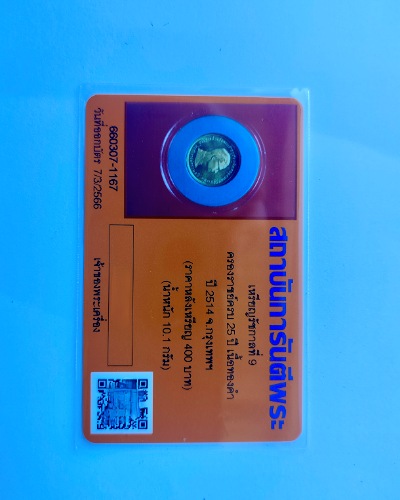 สถาบันการันตีพระ
เหรียญรัชกาลที่ 9
ครองราชย์ครบ 25 ปี เนื้อทองคำ
ปี 2514 จ.กรุงเทพฯ
(ราคาหลังเหรียญ 400 บาท)
(น้ำหนัก 10.1 กรัม)
660307-1167
วันที่ออกบัตร 7/3/2566
เจ้าของพระเครื่อง